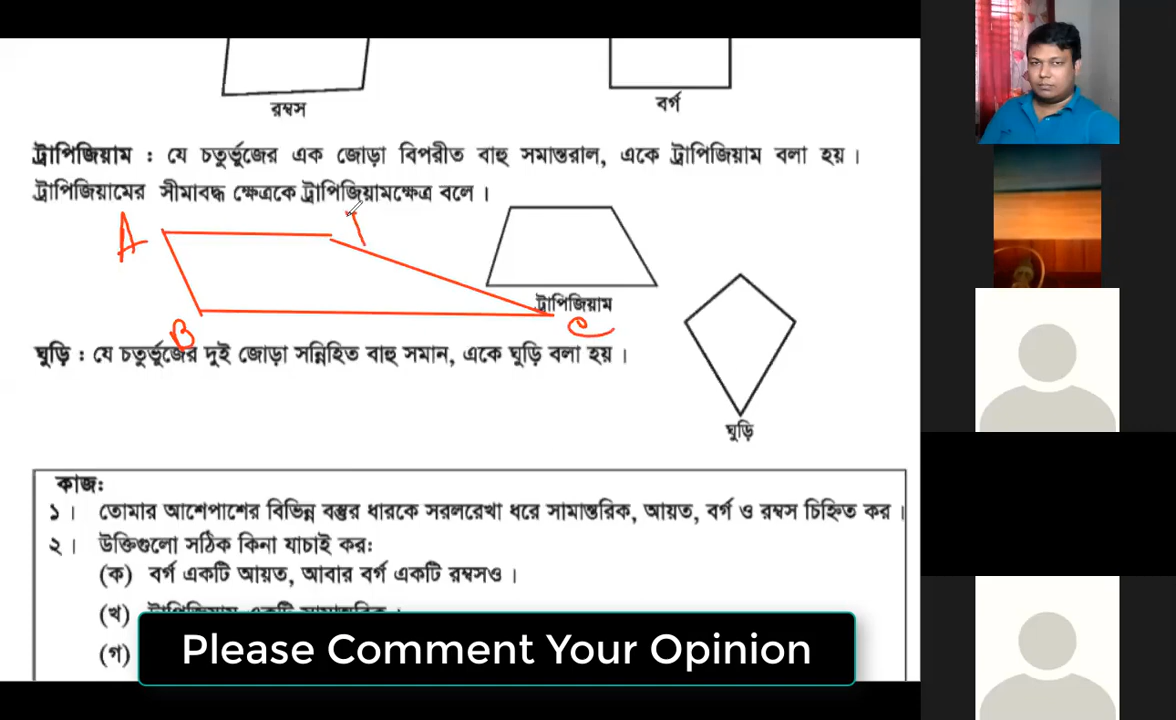 রম্বস
বর্গ
ট্রাপিজিয়াম : যে চতুর্ভুজের এক জোড়া বিপরীত বাহু সমান্তরাল, একে ট্রাপিজিয়াম বলা হয় ।
ট্রাপিজিয়ামের সীমাবদ্ধ ক্ষেত্রকে ট্রাপিজিয়ামক্ষেত্র বলে ।
A
ট্রাপিজিয়াম
B
C
ঘুড়ি : যে চতুর্ভুজের দুই জোড়া সন্নিহিত বাহু সমান, একে ঘুড়ি বলা হয় ।
ঘুড়ি
কাজ:
১। তোমার আশেপাশের বিভিন্ন বস্তুর ধারকে সরলরেখা ধরে সামান্তরিক, আয়ত, বর্গ ও রম্বস চিহ্নিত কর ।
২। উক্তিগুলো সঠিক কিনা যাচাই কর:
(ক) বর্গ একটি আয়ত, আবার বর্গ একটি রম্বসও ।
(খ) ট্রাপিজিয়াম একটি সামান্তরিক ।
(গ)
Please Comment Your Opinion